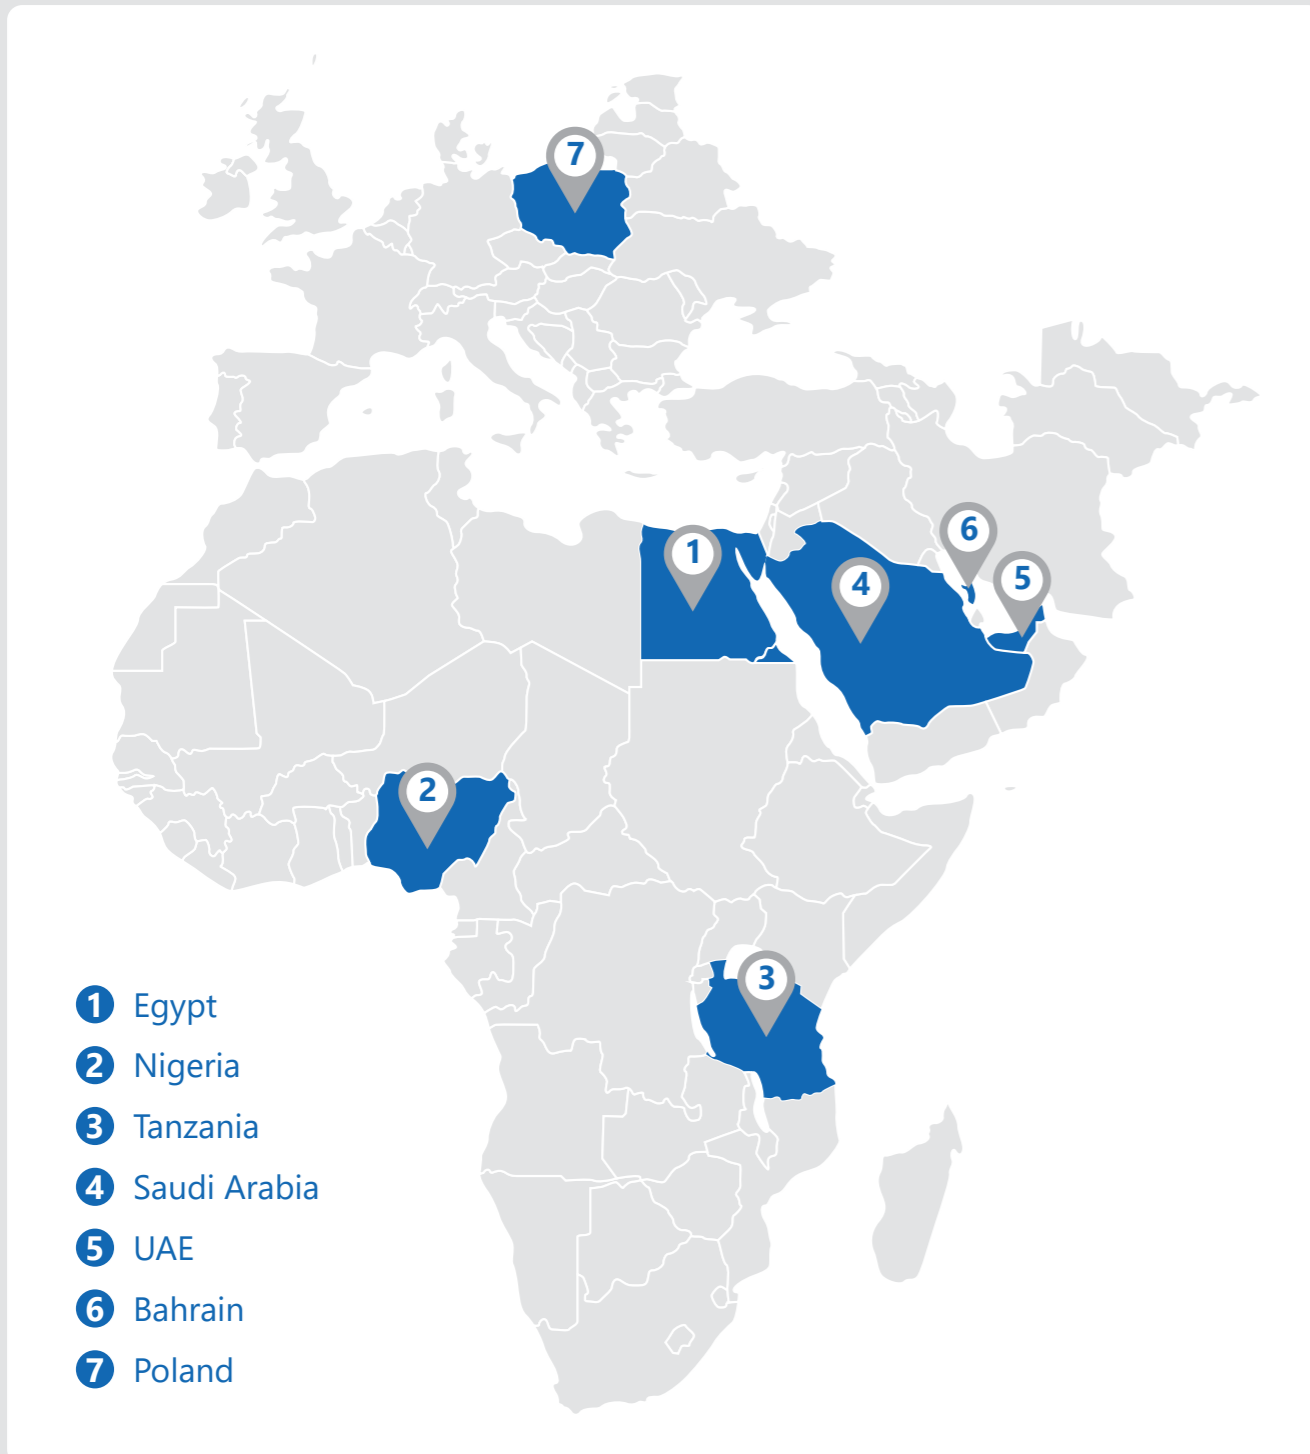 7
6
5
1
4
2
3
1 Egypt
2 Nigeria
3 Tanzania
4 Saudi Arabia
5 UAE
6 Bahrain
7 Poland